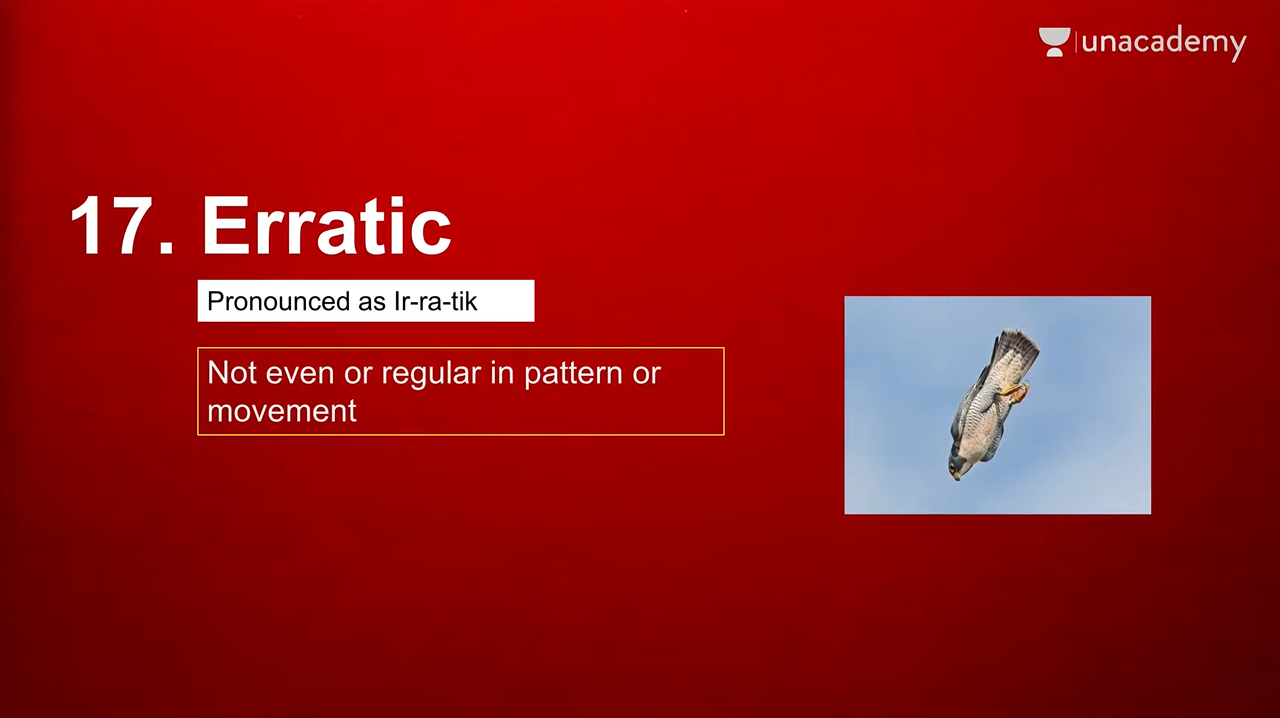 unacademy
17. Erratic
Pronounced as Ir-ra-tik
Not even or regular in pattern or
movement